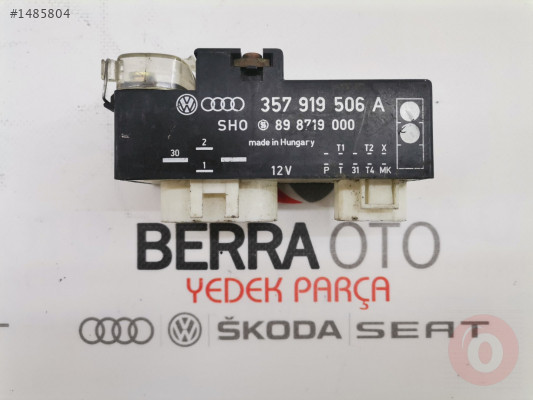 #1485804
357 919 506 A
SHO 89 8719 000
made in Hungary
2
30
1
12V
T1 T2 X
P T 31 T4 MK
BERRA OTO
YEDEK PARÇA
ŠKODA SEAT
o